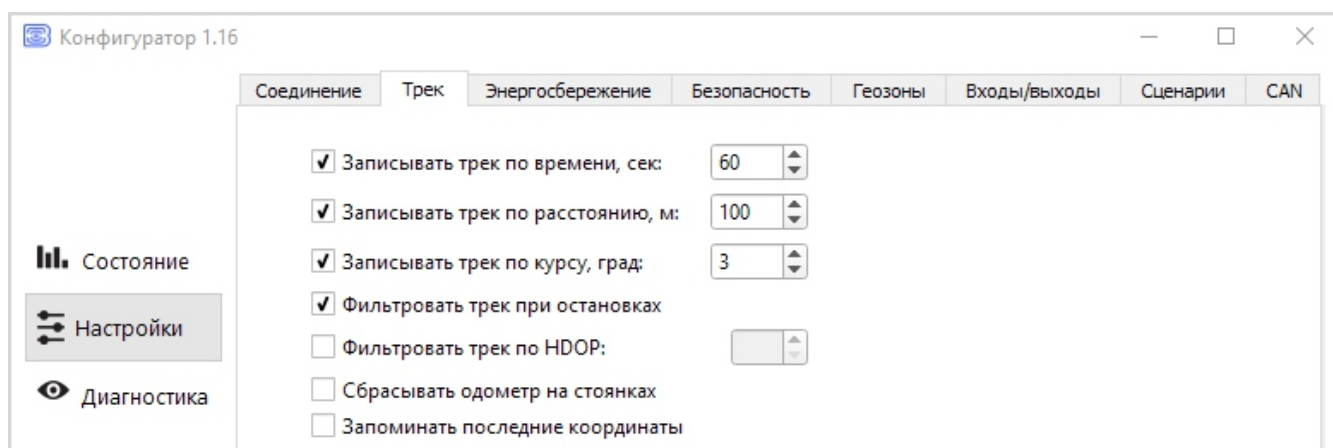 Конфигуратор 1.16
Соединение Трек Энергосбережение Безопасность Геозоны Входы/выходы Сценарии CAN
Записывать трек по времени, сек: 60
Записывать трек по расстоянию, м: 100
Состояние
Записывать трек по курсу, град: 3
Фильтровать трек при остановках
Настройки
Фильтровать трек по HDOP:
Сбрасывать одометр на стоянках
Диагностика
Запоминать последние координаты